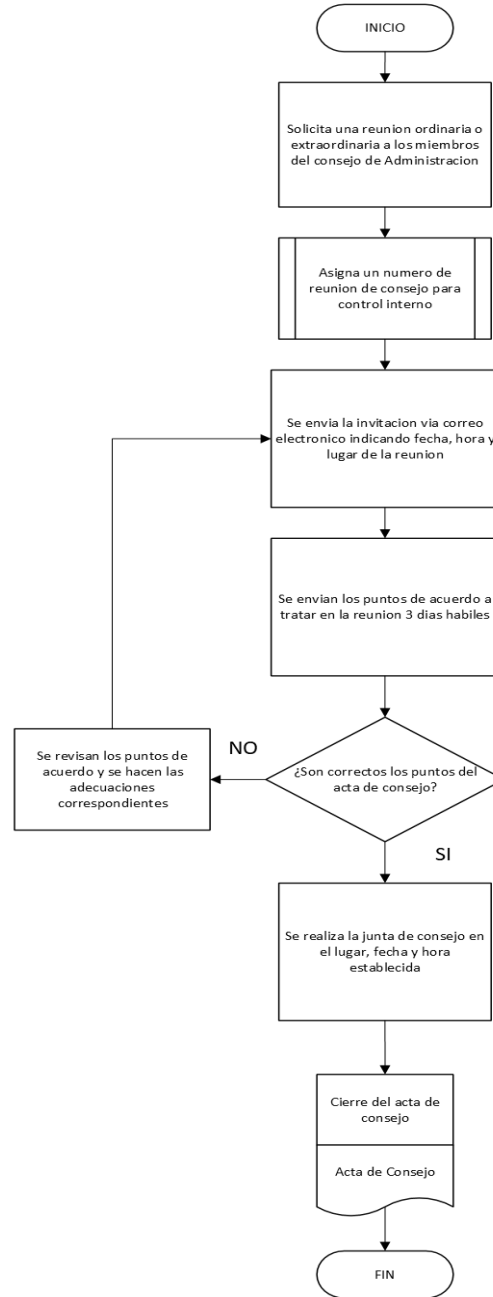 INICIO
Solicita una reunion ordinaria o
extraordinaria a los miembros
del consejo de Administracion
Asigna un numero de
reunion de consejo para
control interno
Se envia la invitacion via correo
electronico indicando fecha, hora y
lugar de la reunion
Se envian los puntos de acuerdo a
tratar en la reunion 3 dias habiles
Se revisan los puntos de
acuerdo y se hacen las
adecuaciones
correspondientes
NO
¿Son correctos los puntos del
acta de consejo?
SI
Se realiza la junta de consejo en
el lugar, fecha y hora
establecida
Cierre del acta de
consejo
Acta de Consejo
FIN